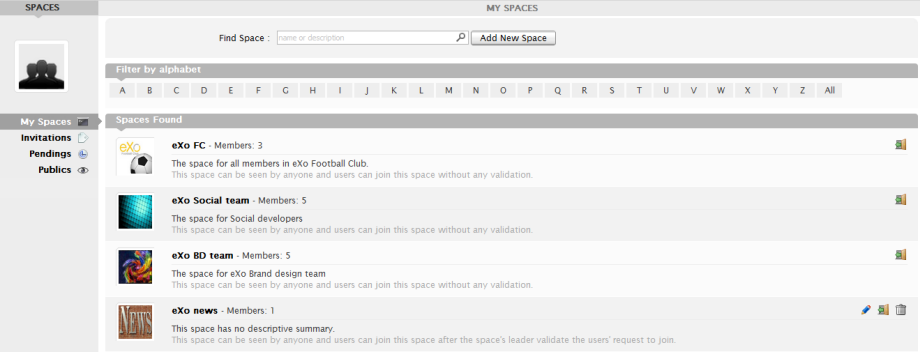 SPACES
MY SPACES
Find Space : name or description Add New Space
Filter by alphabet
A B C D E F G H I J K L M N O P Q R S T U V W X Y Z All
My Spaces
Invitations
Pendings
Publics
Spaces Found
eXo
eXo FC - Members: 3
The space for all members in eXo Football Club.
This space can be seen by anyone and users can join this space without any validation.
eXo Social team - Members: 5
The space for Social developers
This space can be seen by anyone and users can join this space without any validation.
eXo BD team - Members: 5
The space for eXo Brand design team
This space can be seen by anyone and users can join this space without any validation.
NEWS
eXo news - Members: 1
This space has no descriptive summary.
This space can be seen by anyone and users can join this space after the space's leader validate the users' request to join.